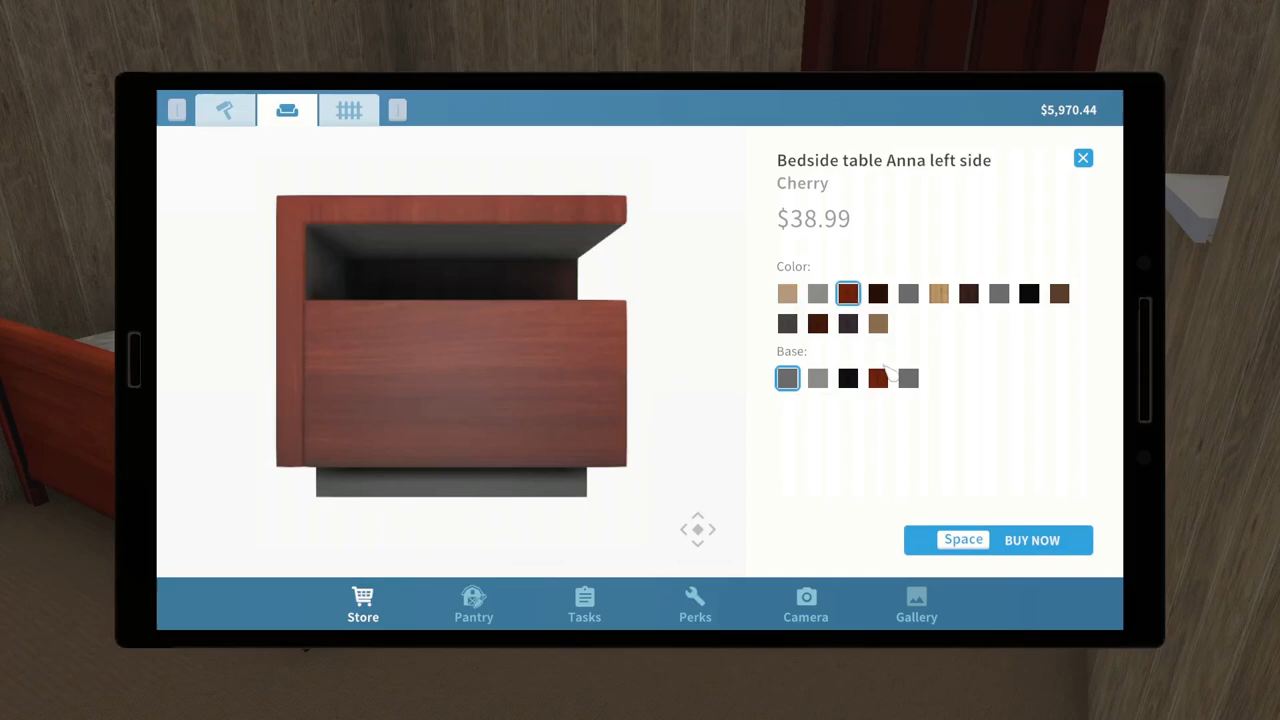 $5,970.44
Bedside table Anna left side
Cherry
$38.99
Color:
Base:
Space BUY NOW
Store
Pantry
Tasks
Perks
Camera
Gallery